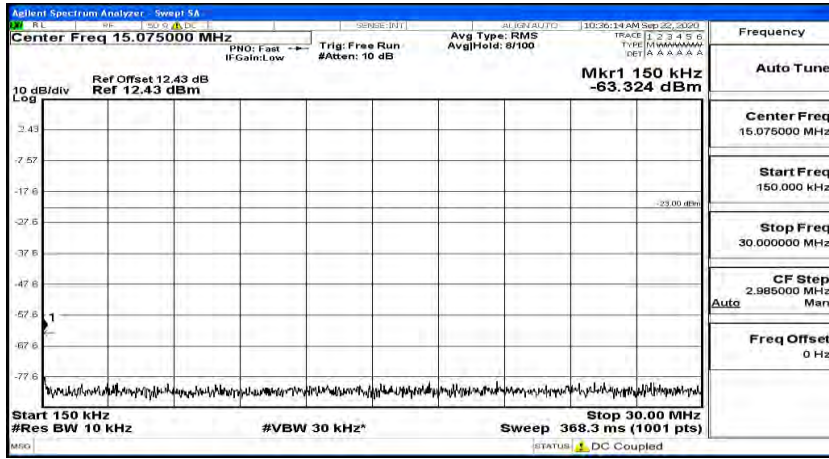 Agilent Spectrum Analyzer - Swept SA
RL RF 50 Ω DC SENSE:INT ALIGN AUTO 10:36:14 AM Sep 22, 2020
Center Freq 15.075000 MHz
PNO: Fast
IFGain:Low
Trig: Free Run
#Atten: 10 dB
Avg Type: RMS
Avg|Hold: 8/100
TRACE 1 2 3 4 5 6
TYPE MWWWWW
DET A A A A A A
Ref Offset 12.43 dB
Ref 12.43 dBm
10 dB/div
Log
Mkr1 150 kHz
-63.324 dBm
2.43
-7.57
-17.6
-23.00 dBm
-27.6
-37.6
-47.6
-57.6
1
-67.6
-77.6
Start 150 kHz
#Res BW 10 kHz
#VBW 30 kHz*
Stop 30.00 MHz
Sweep 368.3 ms (1001 pts)
MSG
STATUS DC Coupled
Frequency
Auto Tune
Center Freq
15.075000 MHz
Start Freq
150.000 kHz
Stop Freq
30.000000 MHz
CF Step
2.985000 MHz
Auto Man
Freq Offset
0 Hz